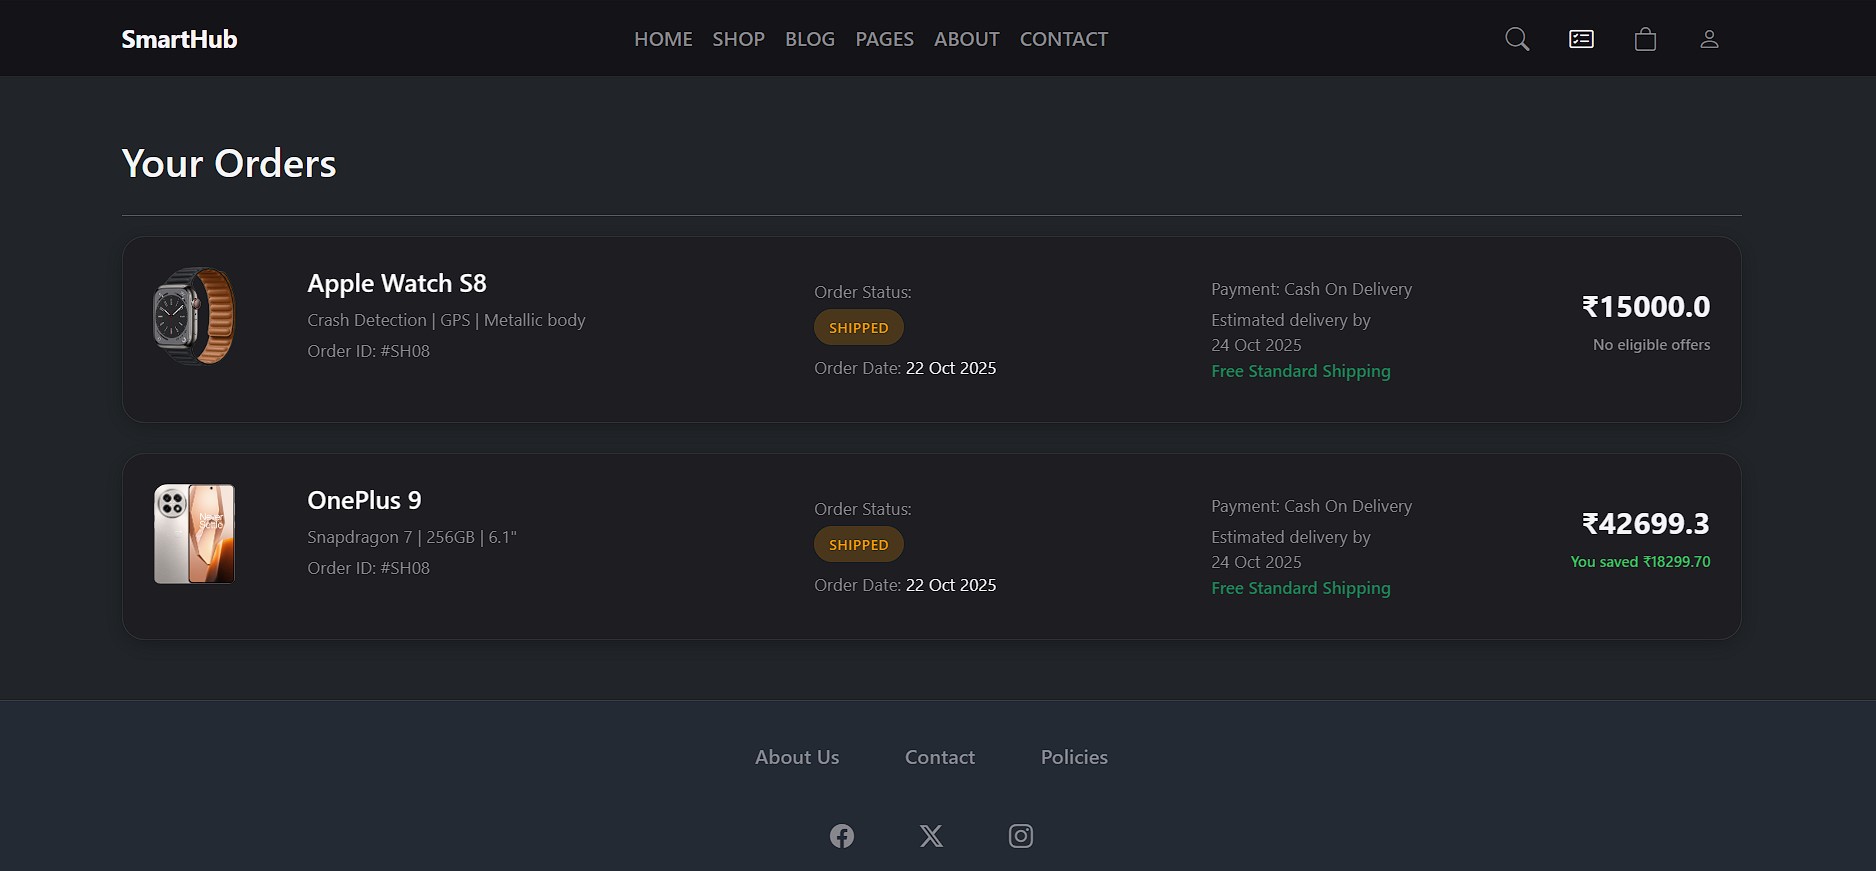 SmartHub
HOME SHOP BLOG PAGES ABOUT CONTACT
Your Orders
Apple Watch S8
Crash Detection | GPS | Metallic body
Order ID: #SH08
Order Status:
SHIPPED
Order Date: 22 Oct 2025
Payment: Cash On Delivery
Estimated delivery by
24 Oct 2025
Free Standard Shipping
₹15000.0
No eligible offers
Never
Settle
OnePlus 9
Snapdragon 7 | 256GB | 6.1"
Order ID: #SH08
Order Status:
SHIPPED
Order Date: 22 Oct 2025
Payment: Cash On Delivery
Estimated delivery by
24 Oct 2025
Free Standard Shipping
₹42699.3
You saved ₹18299.70
About Us Contact Policies